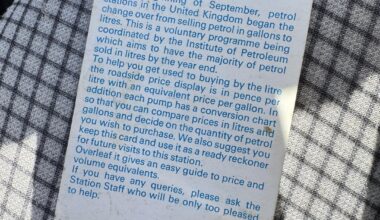 ning of September, petrol
stations in the United Kingdom began the
change over from selling petrol in gallons to
litres. This is a voluntary programme being
coordinated by the Institute of Petroleum
which aims to have the majority of petrol
sold in litres by the year end.
To help you get used to buying by the litre
the roadside price display is in pence per
litre with an equivalent price per gallon. In
addition each pump has a conversion chart
so that you can compare prices in litres and
gallons and decide on the quantity of petrol
you wish to purchase. We also suggest you
keep this card and use it as a ready reckoner
for future visits to this station.
Overleaf it gives an easy guide to price and
volume equivalents.
If you have any queries, please ask the
Station Staff who will be only too pleased
to help: